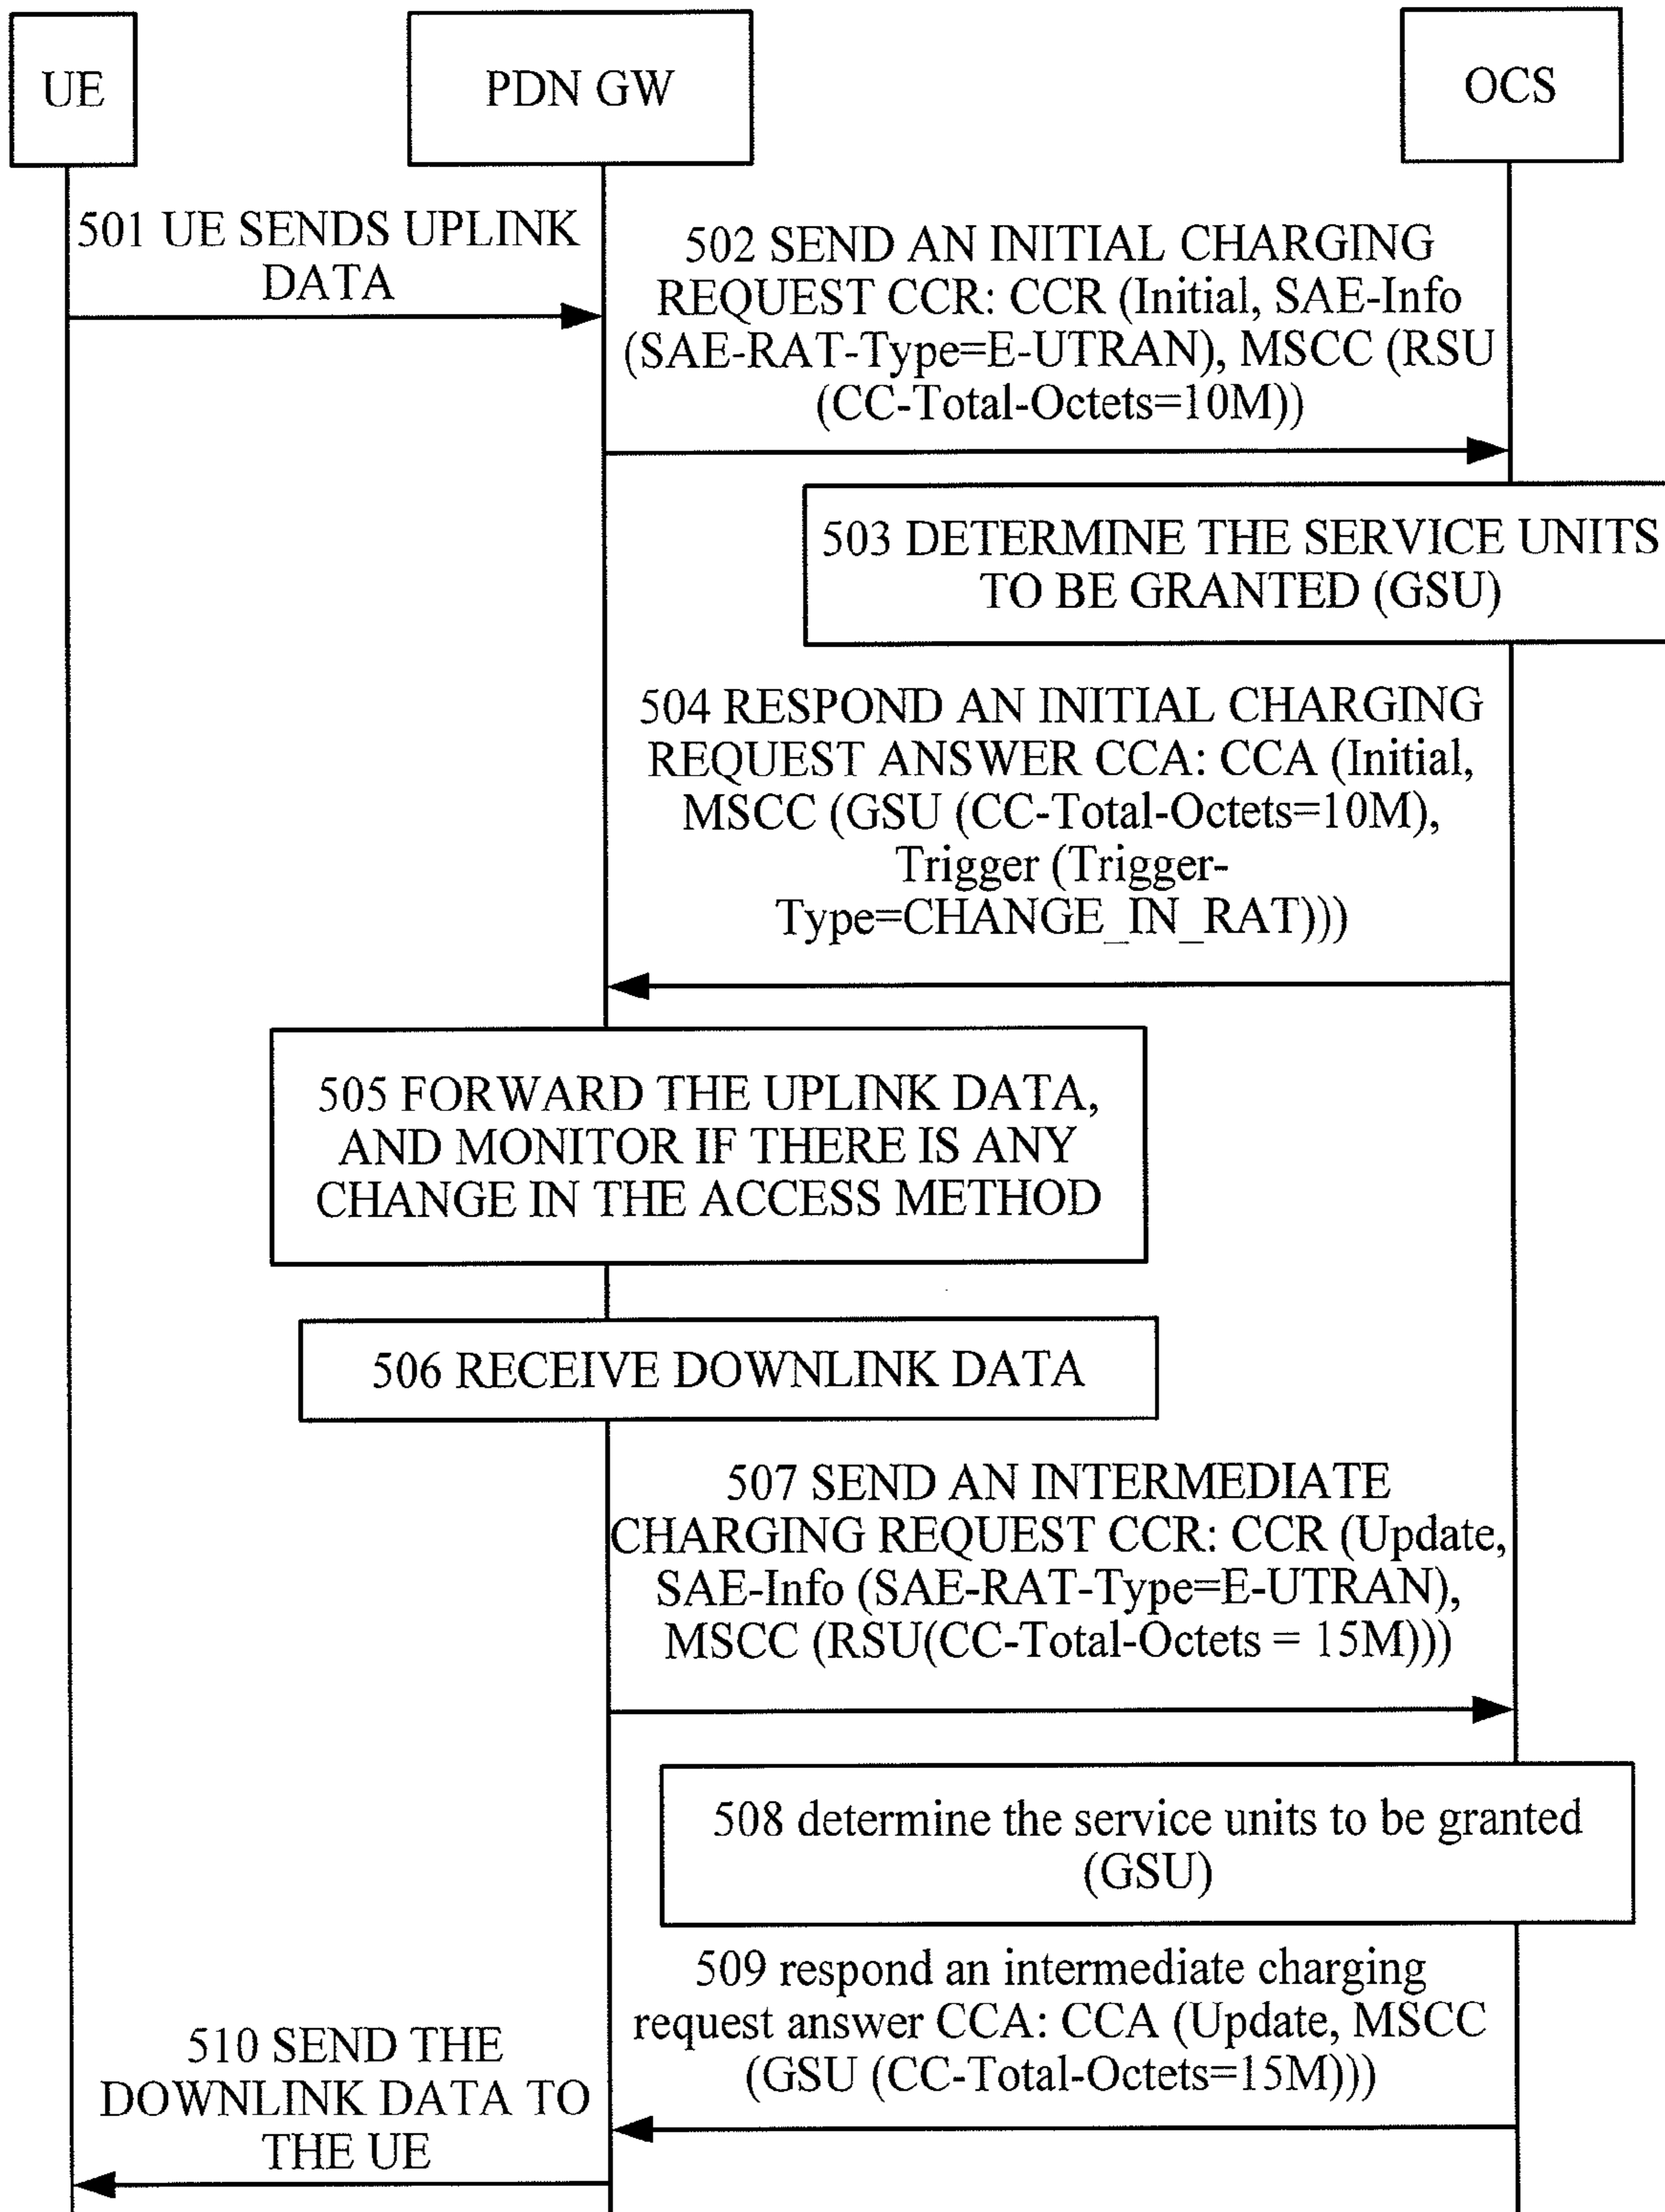 UE
PDN GW
OCS
501 UE SENDS UPLINK
DATA
502 SEND AN INITIAL CHARGING
REQUEST CCR: CCR (Initial, SAE-Info
(SAE-RAT-Type=E-UTRAN), MSCC (RSU
(CC-Total-Octets=10M))
503 DETERMINE THE SERVICE UNITS
TO BE GRANTED (GSU)
504 RESPOND AN INITIAL CHARGING
REQUEST ANSWER CCA: CCA (Initial,
MSCC (GSU (CC-Total-Octets=10M),
Trigger (Trigger-
Type=CHANGE_IN_RAT)))
505 FORWARD THE UPLINK DATA,
AND MONITOR IF THERE IS ANY
CHANGE IN THE ACCESS METHOD
506 RECEIVE DOWNLINK DATA
507 SEND AN INTERMEDIATE
CHARGING REQUEST CCR: CCR (Update,
SAE-Info (SAE-RAT-Type=E-UTRAN),
MSCC (RSU(CC-Total-Octets = 15M)))
508 determine the service units to be granted
(GSU)
509 respond an intermediate charging
request answer CCA: CCA (Update, MSCC
(GSU (CC-Total-Octets=15M)))
510 SEND THE
DOWNLINK DATA TO
THE UE